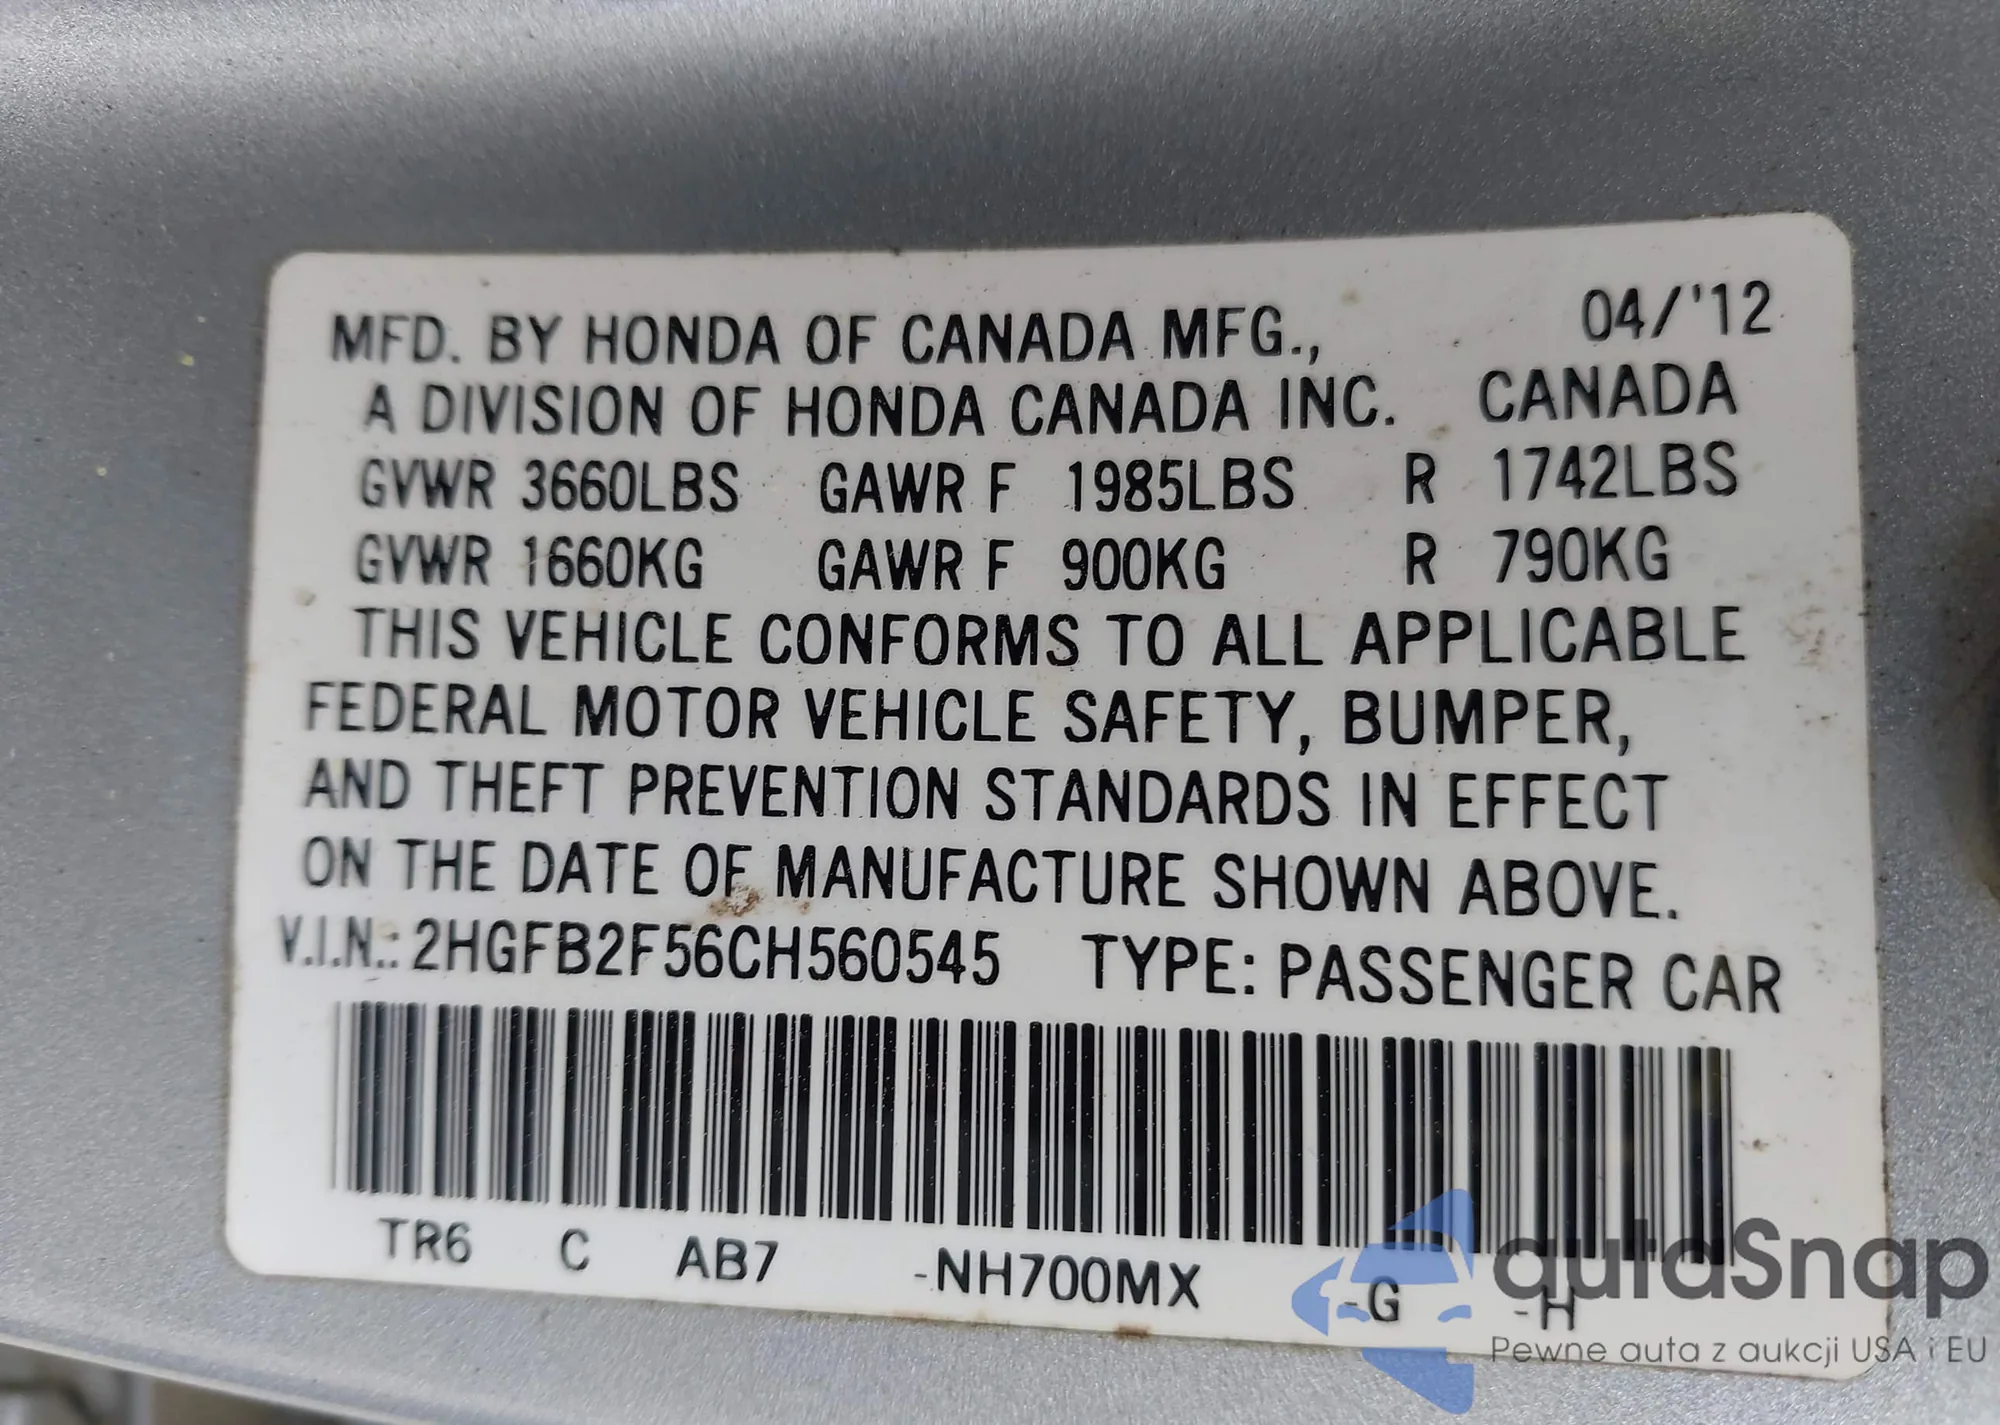 MFD. BY HONDA OF CANADA MFG., 04/'12
A DIVISION OF HONDA CANADA INC. CANADA
GVWR 3660LBS GAWR F 1985LBS R 1742LBS
GVWR 1660KG GAWR F 900KG R 790KG
THIS VEHICLE CONFORMS TO ALL APPLICABLE
FEDERAL MOTOR VEHICLE SAFETY, BUMPER,
AND THEFT PREVENTION STANDARDS IN EFFECT
ON THE DATE OF MANUFACTURE SHOWN ABOVE.
V.I.N.: 2HGFB2F56CH560545 TYPE: PASSENGER CAR
TR6 C AB7 -NH700MX -G -H
autaSnap
Pewne auta z aukcji USA i EU